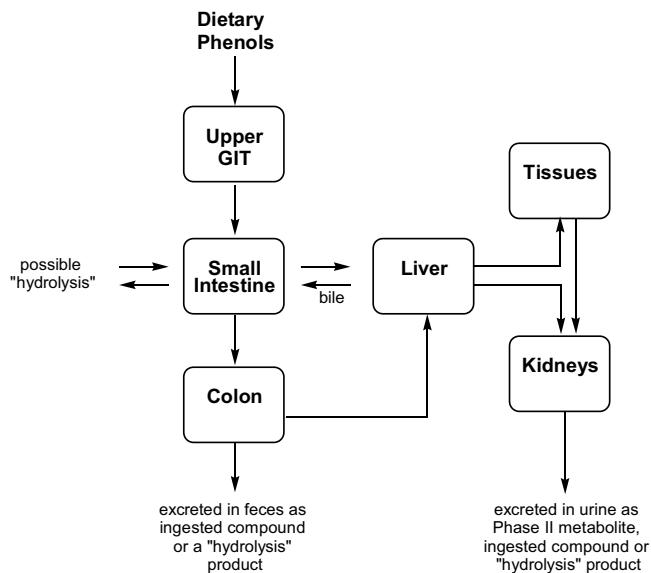 Dietary
Phenols
Upper
GIT
Tissues
possible
"hydrolysis"
Small
Intestine
bile
Liver
Colon
Kidneys
excreted in feces as
ingested compound
or a "hydrolysis"
product
excreted in urine as
Phase II metabolite,
ingested compound or
"hydrolysis" product